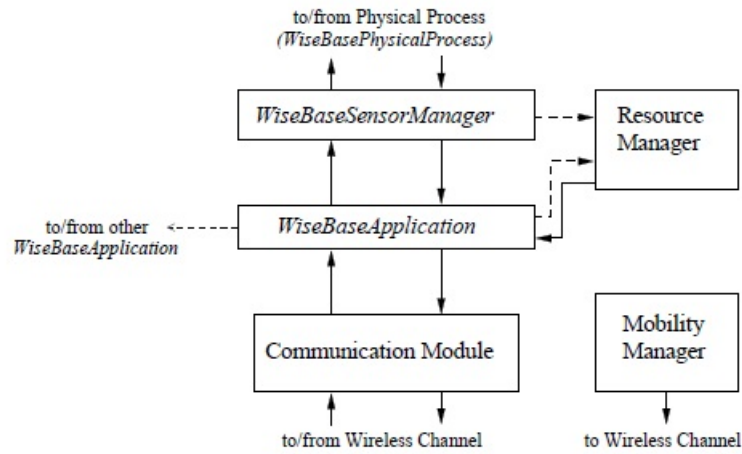 to/from Physical Process
(WiseBasePhysicalProcess)
WiseBaseSensorManager
Resource
Manager
to/from other
WiseBaseApplication
WiseBaseApplication
Communication Module
Mobility
Manager
to/from Wireless Channel
to Wireless Channel